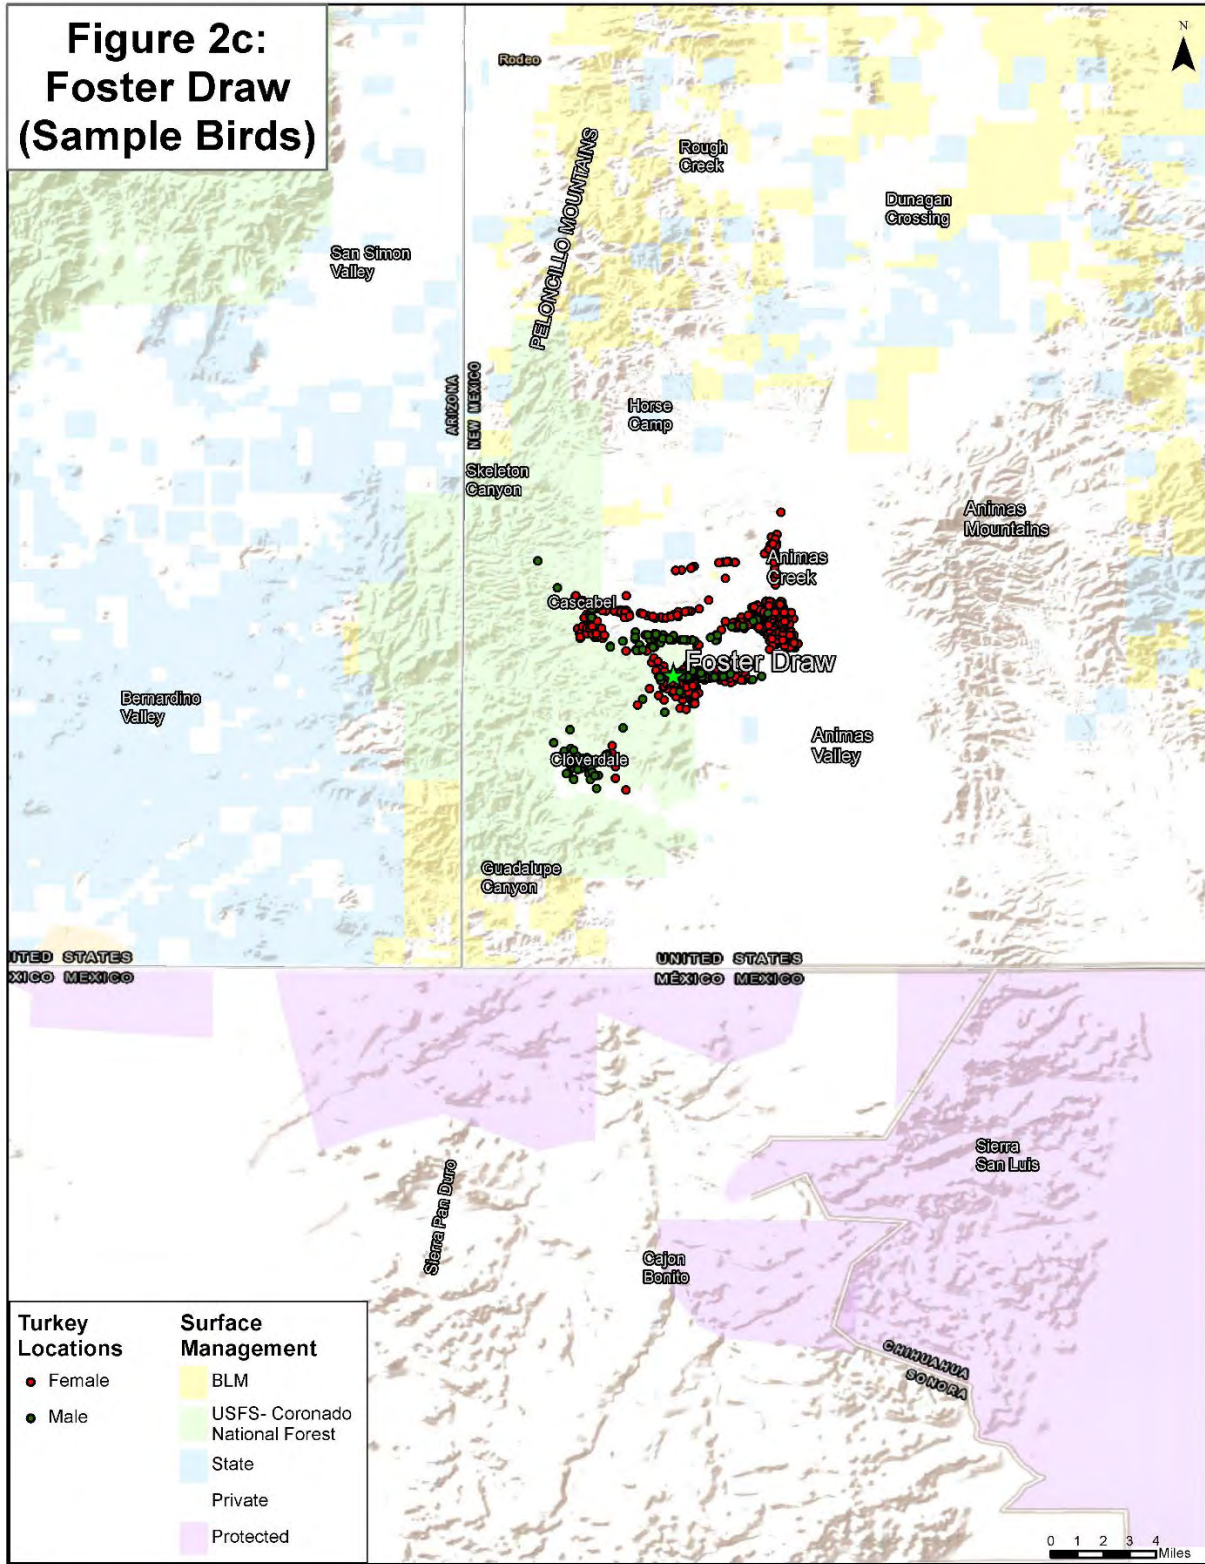 Figure 2c:
Foster Draw
(Sample Birds)
N
Rodeo
PELONCILLO MOUNTAINS
Rough
Creek
Dunagan
Crossing
San Simon
Valley
ARIZONA
NEW MEXICO
Horse
Camp
Skeleton
Canyon
Animas
Mountains
Animas
Creek
Cascabel
Foster Draw
Bernardino
Valley
Animas
Valley
Cloverdale
Guadalupe
Canyon
ITED STATES
XICO MEXICO
UNITED STATES
MÉXICO MEXICO
Sierra
San Luis
Sierra Pan Duro
Cajon
Bonito
CHIHUAHUA
SONORA
Turkey
Locations
Female
Male
Surface
Management
BLM
USFS- Coronado
National Forest
State
Private
Protected
0 1 2 3 4
Miles